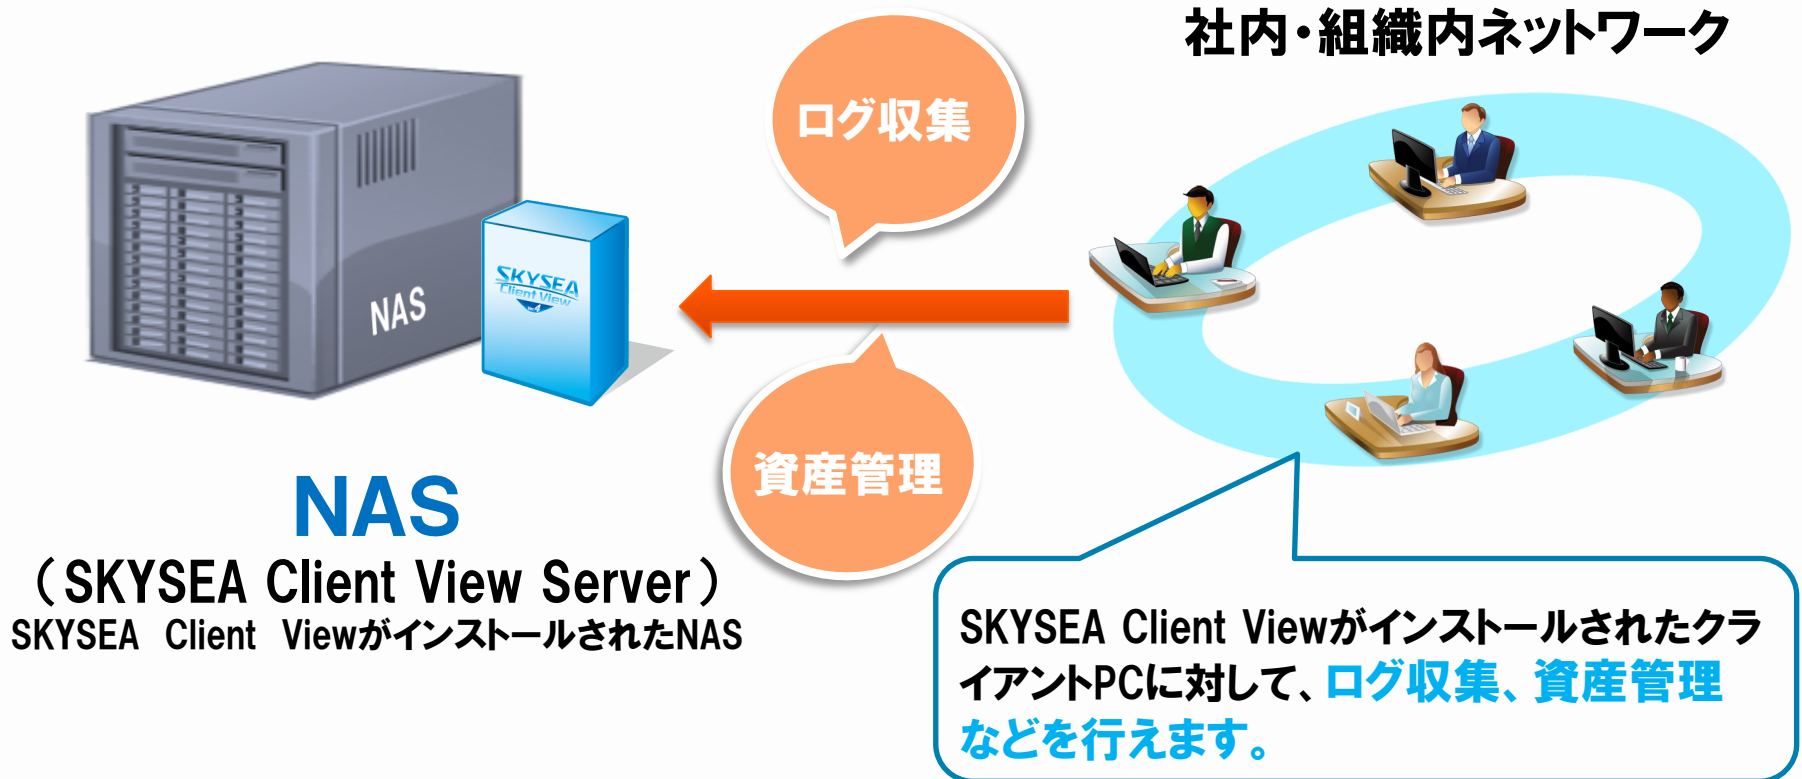 社内・組織内ネットワーク
ログ収集
NAS
SKYSEA
Client View
資産管理
NAS
（SKYSEA Client View Server）
SKYSEA Client ViewがインストールされたNAS
SKYSEA Client Viewがインストールされたクラ
イアントPCに対して、ログ収集、資産管理
などを行えます。